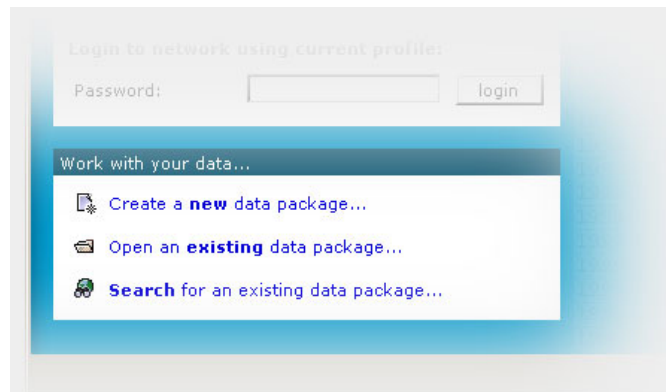 Login to network using current profile:
Password: login
Work with your data...
Create a new data package...
Open an existing data package...
Search for an existing data package...